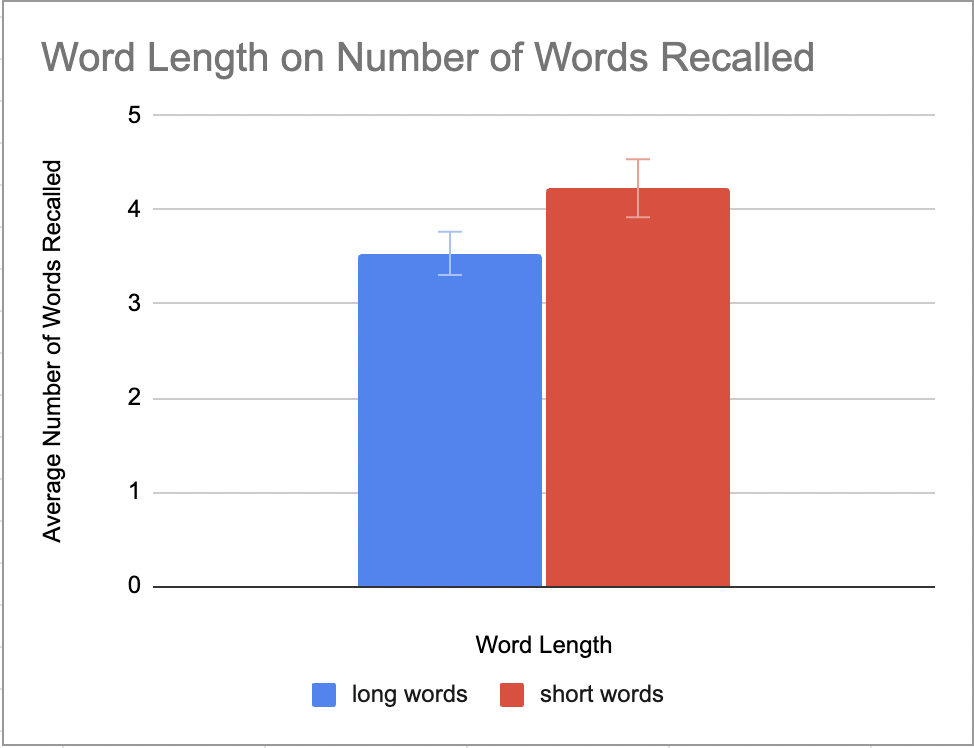 Word Length on Number of Words Recalled
Average Number of Words Recalled
5
4
3
2
1
0
Word Length
long words
short words